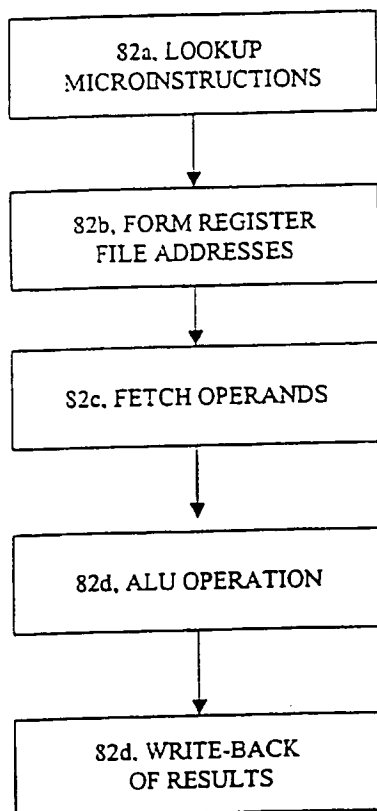 82a, LOOKUP
MICROINSTRUCTIONS
82b, FORM REGISTER
FILE ADDRESSES
82c, FETCH OPERANDS
82d, ALU OPERATION
82d, WRITE-BACK
OF RESULTS